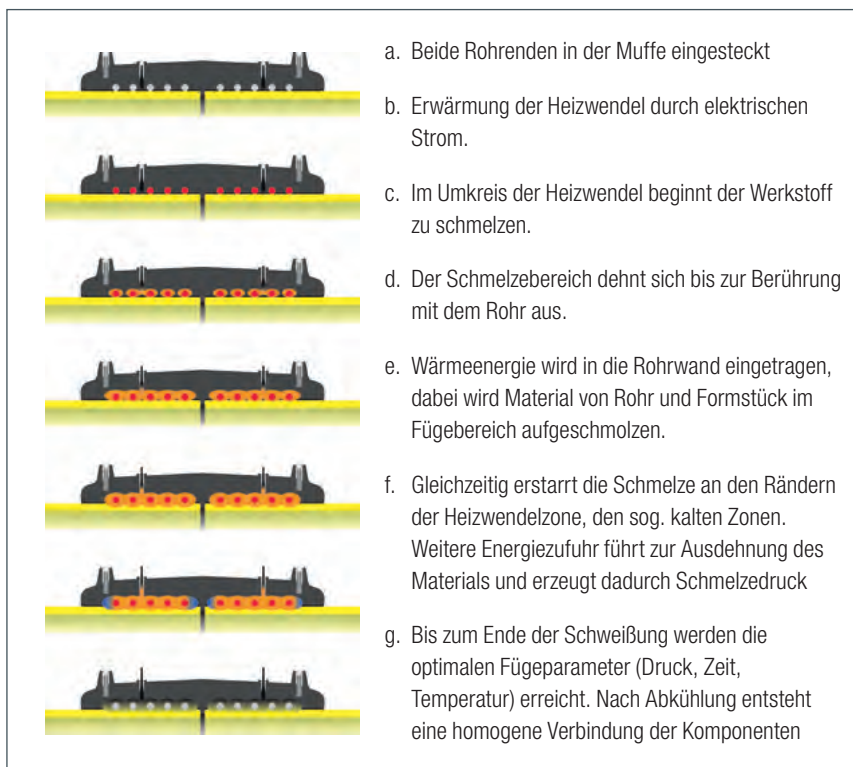 a. Beide Rohrenden in der Muffe eingesteckt
b. Erwärmung der Heizwendel durch elektrischen
Strom.
c. Im Umkreis der Heizwendel beginnt der Werkstoff
zu schmelzen.
d. Der Schmelzebereich dehnt sich bis zur Berührung
mit dem Rohr aus.
e. Wärmeenergie wird in die Rohrwand eingetragen,
dabei wird Material von Rohr und Formstück im
Fügebereich aufgeschmolzen.
f. Gleichzeitig erstarrt die Schmelze an den Rändern
der Heizwendelzone, den sog. kalten Zonen.
Weitere Energiezufuhr führt zur Ausdehnung des
Materials und erzeugt dadurch Schmelzedruck
g. Bis zum Ende der Schweißung werden die
optimalen Fügeparameter (Druck, Zeit,
Temperatur) erreicht. Nach Abkühlung entsteht
eine homogene Verbindung der Komponenten